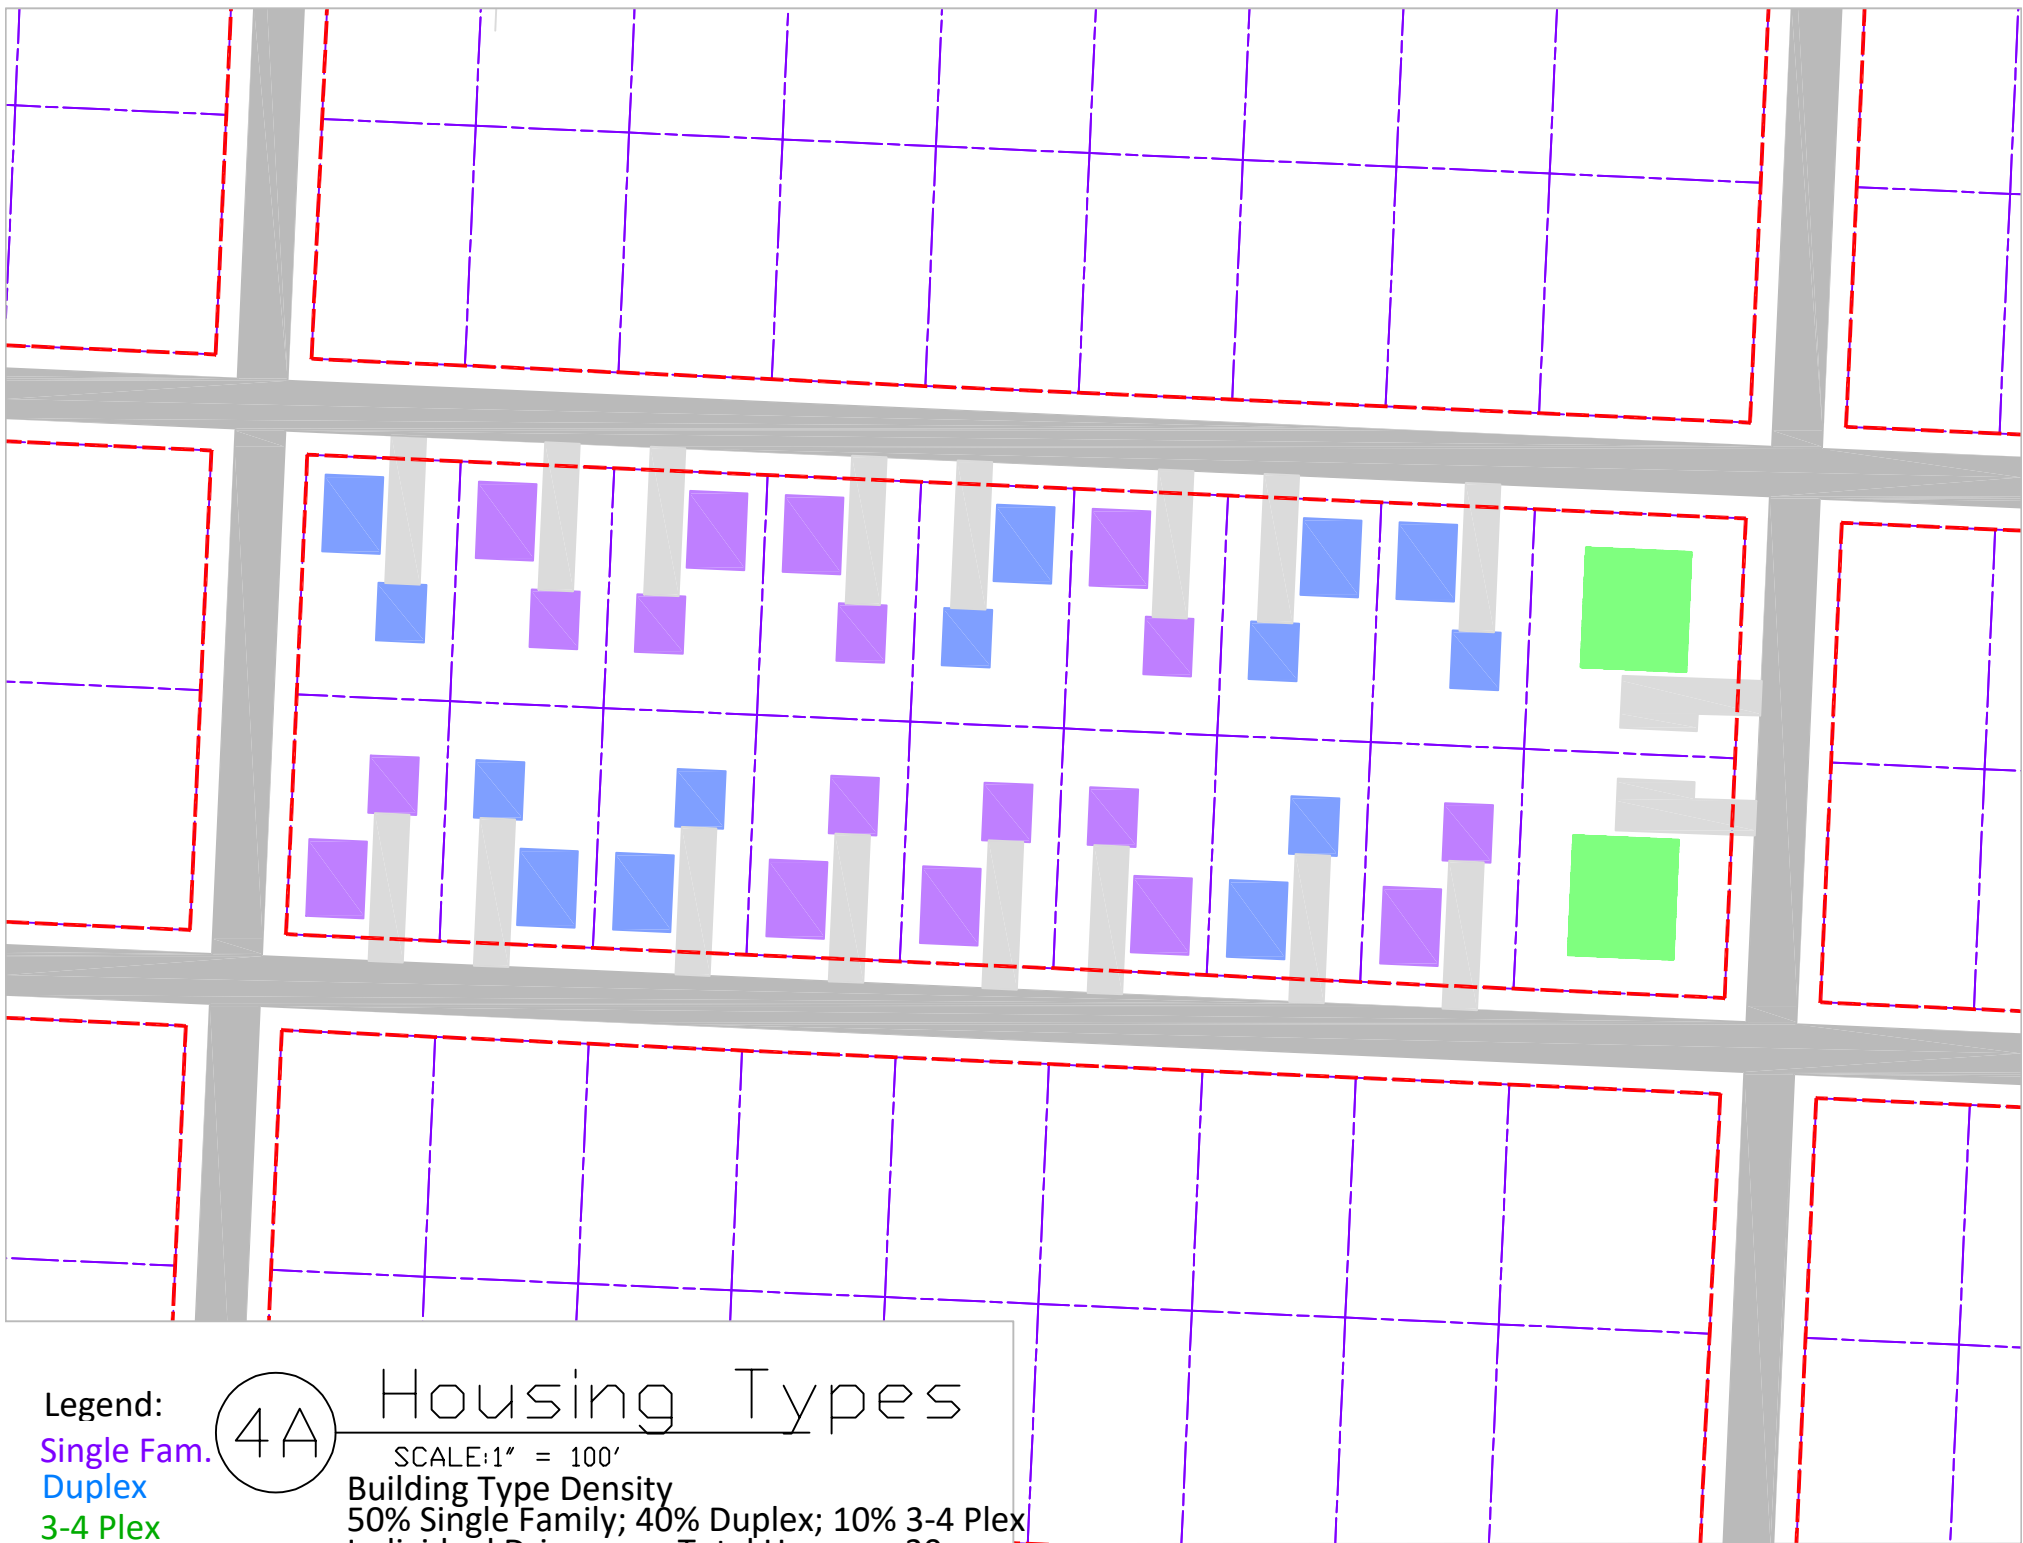 Housing Types
4A
SCALE:1" = 100'
Legend:
Single Fam.
Duplex
3-4 Plex
Building Type Density
50% Single Family; 40% Duplex; 10% 3-4 Plex